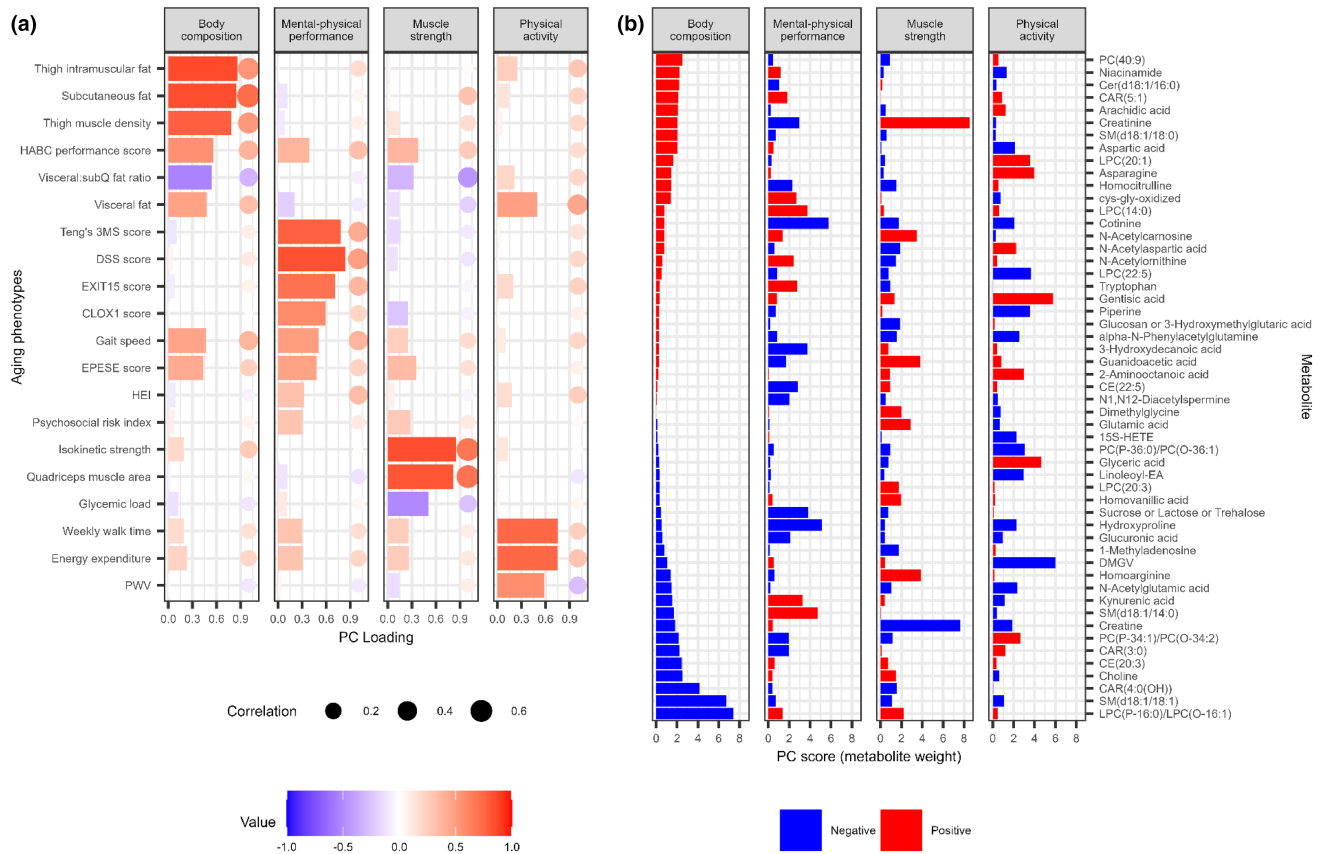 (a)
Body composition
Mental-physical performance
Muscle strength
Physical activity
Aging phenotypes
Thigh intramuscular fat
Subcutaneous fat
Thigh muscle density
HABC performance score
Visceral:subQ fat ratio
Visceral fat
Teng's 3MS score
DSS score
EXIT15 score
CLOX1 score
Gait speed
EPESE score
HEI
Psychosocial risk index
Isokinetic strength
Quadriceps muscle area
Glycemic load
Weekly walk time
Energy expenditure
PWV
0.0 0.3 0.6 0.9 0.0 0.3 0.6 0.9 0.0 0.3 0.6 0.9 0.0 0.3 0.6 0.9
PC Loading
Correlation 0.2 0.4 0.6
Value
-1.0 -0.5 0.0 0.5 1.0
(b)
Body composition
Mental-physical performance
Muscle strength
Physical activity
PC(40:9)
Niacinamide
Cer(d18:1/16:0)
CAR(5:1)
Arachidic acid
Creatinine
SM(d18:1/18:0)
Aspartic acid
LPC(20:1)
Asparagine
Homocitrulline
cys-gly-oxidized
LPC(14:0)
Cotinine
N-Acetylcarnosine
N-Acetylaspartic acid
N-Acetylornithine
LPC(22:5)
Tryptophan
Gentisic acid
Piperine
Glucosan or 3-Hydroxymethylglutaric acid
alpha-N-Phenylacetylglutamine
3-Hydroxydecanoic acid
Guanidoacetic acid
2-Aminooctanoic acid
CE(22:5)
N1,N12-Diacetylspermine
Dimethylglycine
Glutamic acid
15S-HETE
PC(P-36:0)/PC(O-36:1)
Glyceric acid
Linoleoyl-EA
LPC(20:3)
Homovanillic acid
Sucrose or Lactose or Trehalose
Hydroxyproline
Glucuronic acid
1-Methyladenosine
DMGV
Homoarginine
N-Acetylglutamic acid
Kynurenic acid
SM(d18:1/14:0)
Creatine
PC(P-34:1)/PC(O-34:2)
CAR(3:0)
CE(20:3)
Choline
CAR(4:0(OH))
SM(d18:1/18:1)
LPC(P-16:0)/LPC(O-16:1)
Metabolite
0 2 4 6 8 0 2 4 6 8 0 2 4 6 8 0 2 4 6 8
PC score (metabolite weight)
Negative Positive